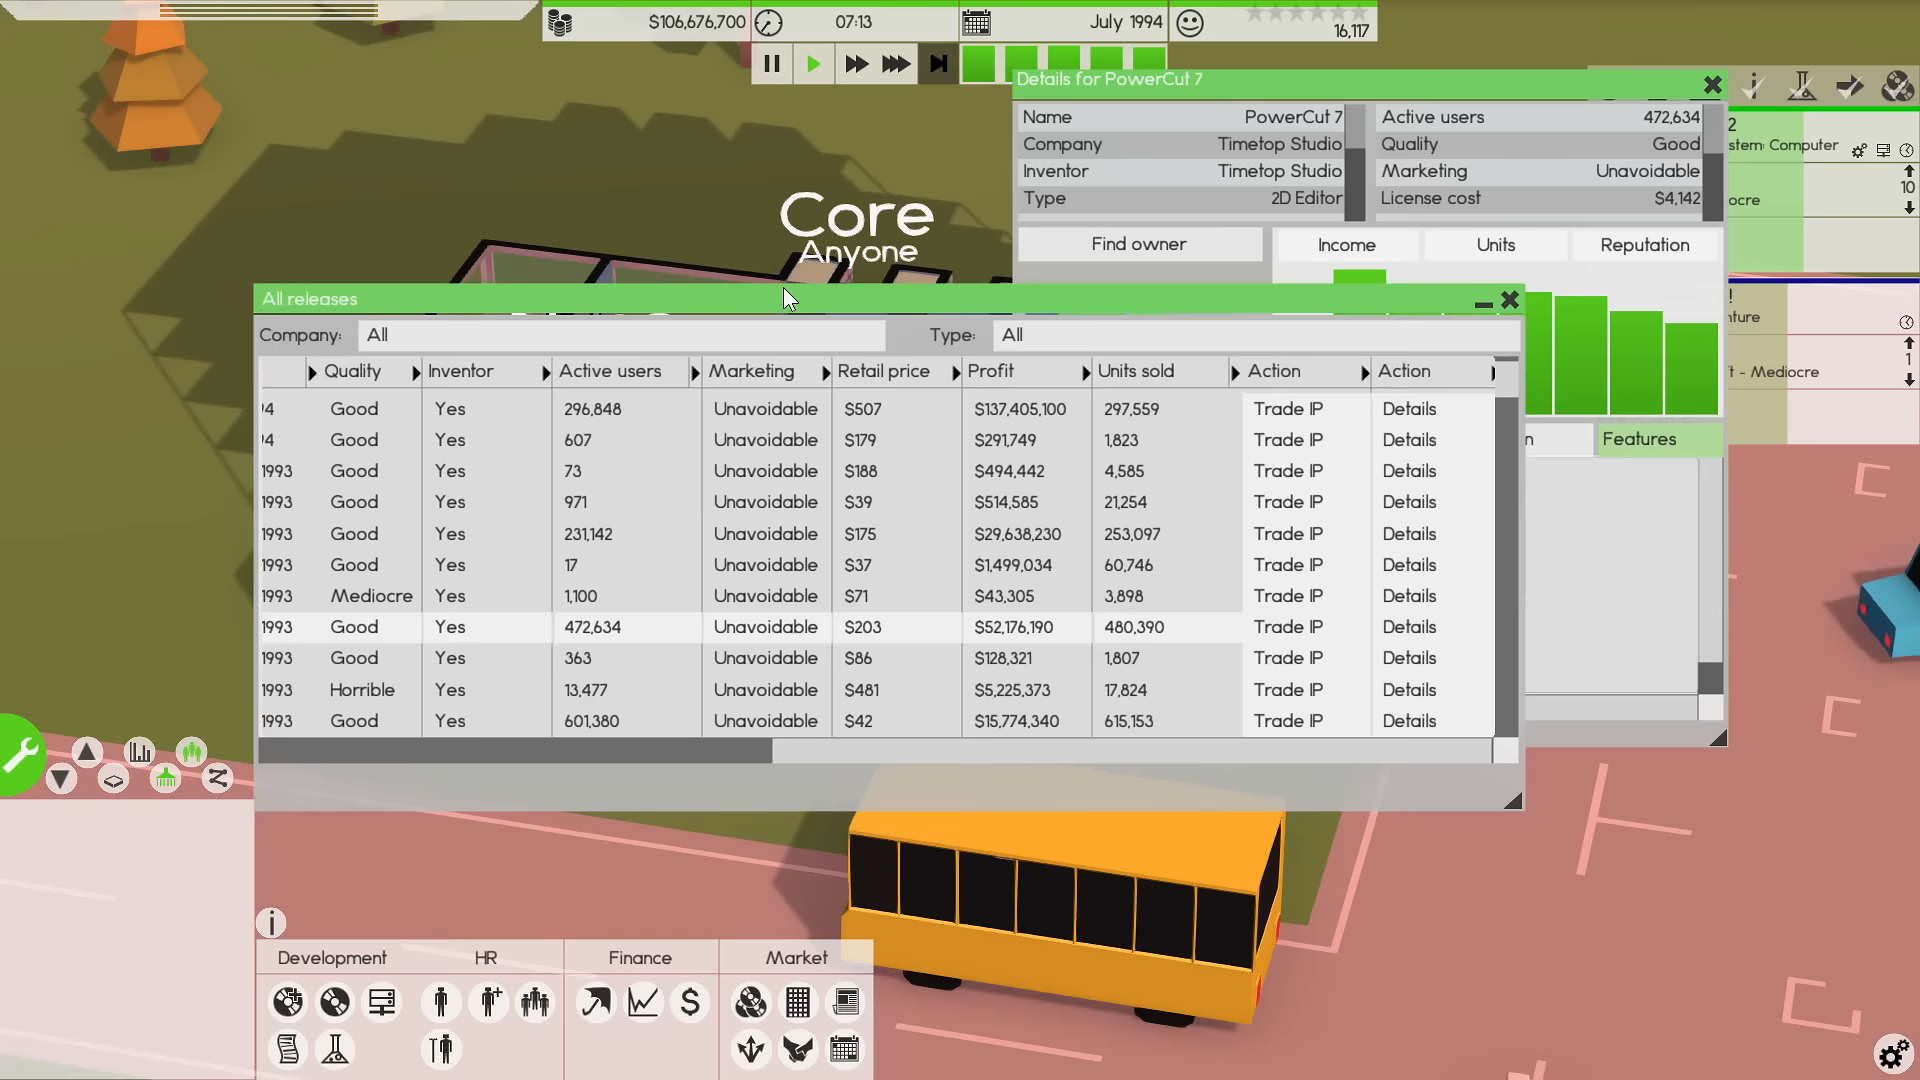 $106,676,700
07:13
July 1994
16,117
Details for PowerCut 7
Name PowerCut 7
Company Timetop Studio
Inventor Timetop Studio
Type 2D Editor
Active users 472,634
Quality Good
Marketing Unavoidable
License cost $4,142
Find owner
Income Units Reputation
Features
2
stem: Computer
10
ocre
!
nture
1
t - Mediocre
Core
Anyone
All releases
Company: All Type: All
Quality Inventor Active users Marketing Retail price Profit Units sold Action Action
94 Good Yes 296,848 Unavoidable $507 $137,405,100 297,559 Trade IP Details
94 Good Yes 607 Unavoidable $179 $291,749 1,823 Trade IP Details
1993 Good Yes 73 Unavoidable $188 $494,442 4,585 Trade IP Details
1993 Good Yes 971 Unavoidable $39 $514,585 21,254 Trade IP Details
1993 Good Yes 231,142 Unavoidable $175 $29,638,230 253,097 Trade IP Details
1993 Good Yes 17 Unavoidable $37 $1,499,034 60,746 Trade IP Details
1993 Mediocre Yes 1,100 Unavoidable $71 $43,305 3,898 Trade IP Details
1993 Good Yes 472,634 Unavoidable $203 $52,176,190 480,390 Trade IP Details
1993 Good Yes 363 Unavoidable $86 $128,321 1,807 Trade IP Details
1993 Horrible Yes 13,477 Unavoidable $481 $5,225,373 17,824 Trade IP Details
1993 Good Yes 601,380 Unavoidable $42 $15,774,340 615,153 Trade IP Details
Development HR Finance Market